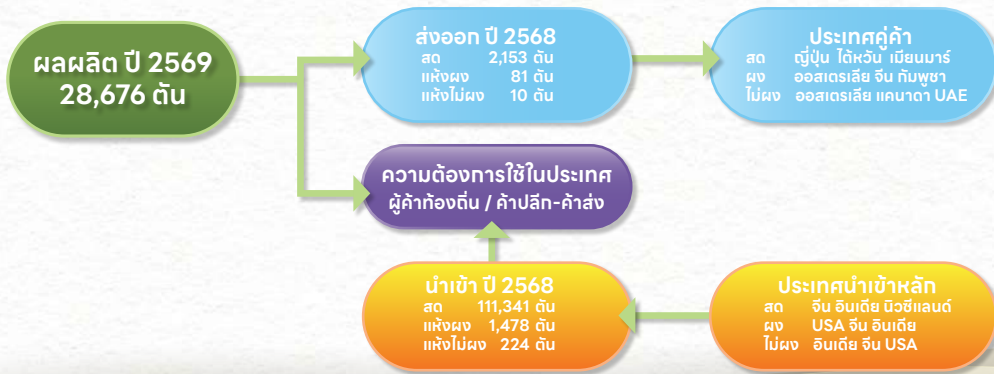 ผลผลิต ปี 2569
28,676 ตัน
ส่งออก ปี 2568
สด 2,153 ตัน
แห้งผง 81 ตัน
แห้งไม่ผง 10 ตัน
ประเทศคู่ค้า
สด ญี่ปุ่น ไต้หวัน เมียนมาร์
ผง ออสเตรเลีย จีน กัมพูชา
ไม่ผง ออสเตรเลีย แคนาดา UAE
ความต้องการใช้ในประเทศ
ผู้ค้าท้องถิ่น / ค้าปลีก-ค้าส่ง
นำเข้า ปี 2568
สด 111,341 ตัน
แห้งผง 1,478 ตัน
แห้งไม่ผง 224 ตัน
ประเทศนำเข้าหลัก
สด จีน อินเดีย นิวซีแลนด์
ผง USA จีน อินเดีย
ไม่ผง อินเดีย จีน USA